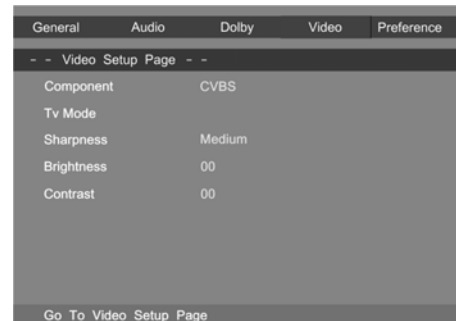 General Audio Dolby Video Preference
- - Video Setup Page - -
Component CVBS
Tv Mode
Sharpness Medium
Brightness 00
Contrast 00
Go To Video Setup Page